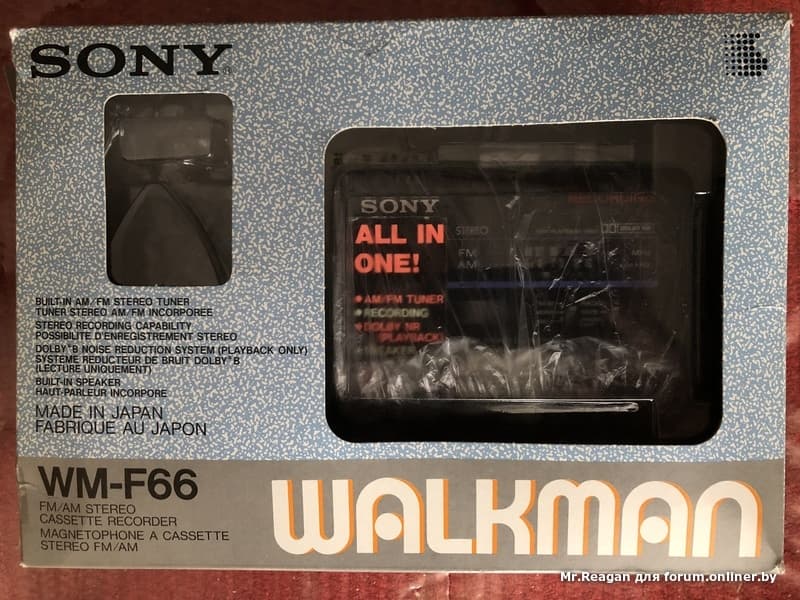 SONY
SONY
RECORDING
ALL IN
ONE!
STEREO
DOLBY NR
FM
AM
AM/FM TUNER
RECORDING
DOLBY NR
(PLAYBACK)
SPEAKER
BUILT-IN AM/FM STEREO TUNER
TUNER STEREO AM/FM INCORPOREE
STEREO RECORDING CAPABILITY
POSSIBILITE D'ENREGISTREMENT STEREO
DOLBY*B NOISE REDUCTION SYSTEM (PLAYBACK ONLY)
SYSTEME REDUCTEUR DE BRUIT DOLBY*B
(LECTURE UNIQUEMENT)
BUILT-IN SPEAKER
HAUT-PARLEUR INCORPORE
MADE IN JAPAN
FABRIQUE AU JAPON
WM-F66
FM/AM STEREO
CASSETTE RECORDER
MAGNETOPHONE A CASSETTE
STEREO FM/AM
WALKMAN
Mr.Reagan для forum.onliner.by